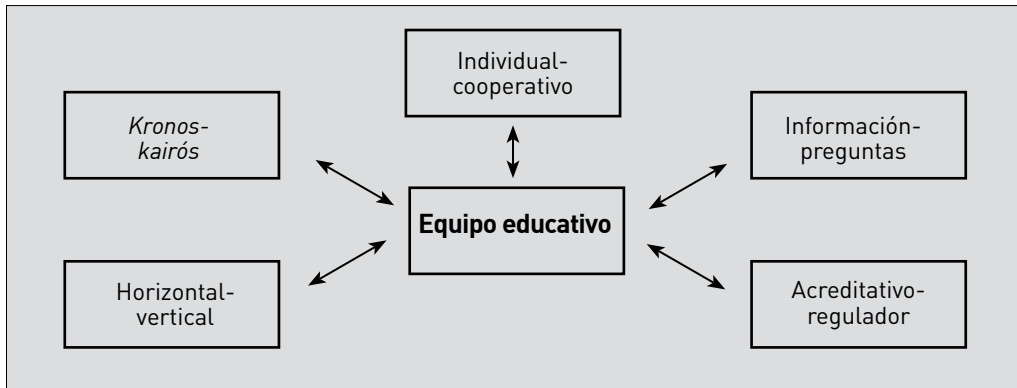 Individual-
cooperativo
Kronos-
kairós
Información-
preguntas
Equipo educativo
Horizontal-
vertical
Acreditativo-
regulador